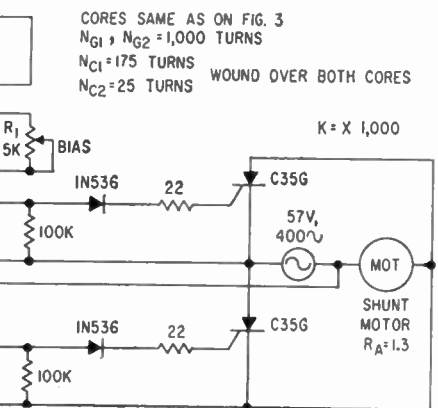 CORES SAME AS ON FIG. 3
NG1, NG2 = 1,000 TURNS
NC1 = 175 TURNS
NC2 = 25 TURNS
WOUND OVER BOTH CORES
K = X 1,000
R1
5K
BIAS
1N536
22
C35G
100K
57V,
400~
MOT
SHUNT
MOTOR
RA = 1.3
1N536
22
C35G
100K